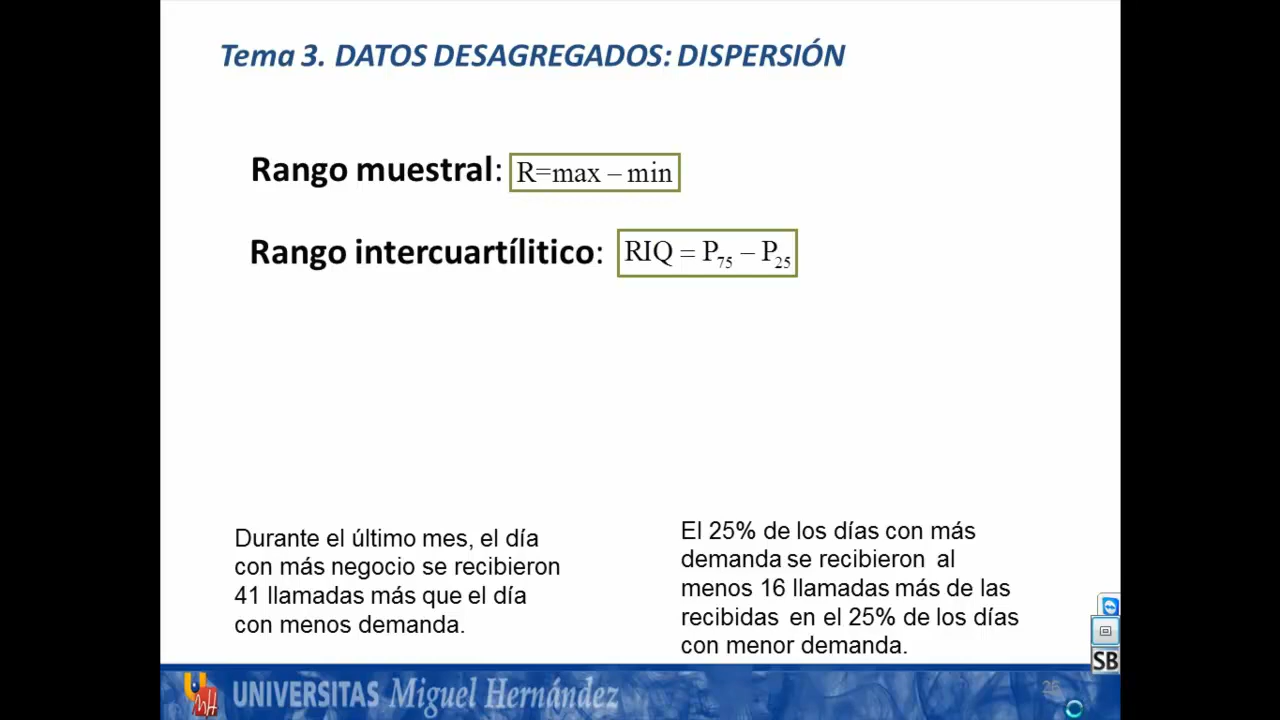 Tema 3. DATOS DESAGREGADOS: DISPERSIÓN
Rango muestral: R=max – min
Rango intercuartílitico: RIQ = P75 – P25
Durante el último mes, el día
con más negocio se recibieron
41 llamadas más que el día
con menos demanda.
El 25% de los días con más
demanda se recibieron al
menos 16 llamadas más de las
recibidas en el 25% de los días
con menor demanda.
SB
UNIVERSITAS Miguel Hernández